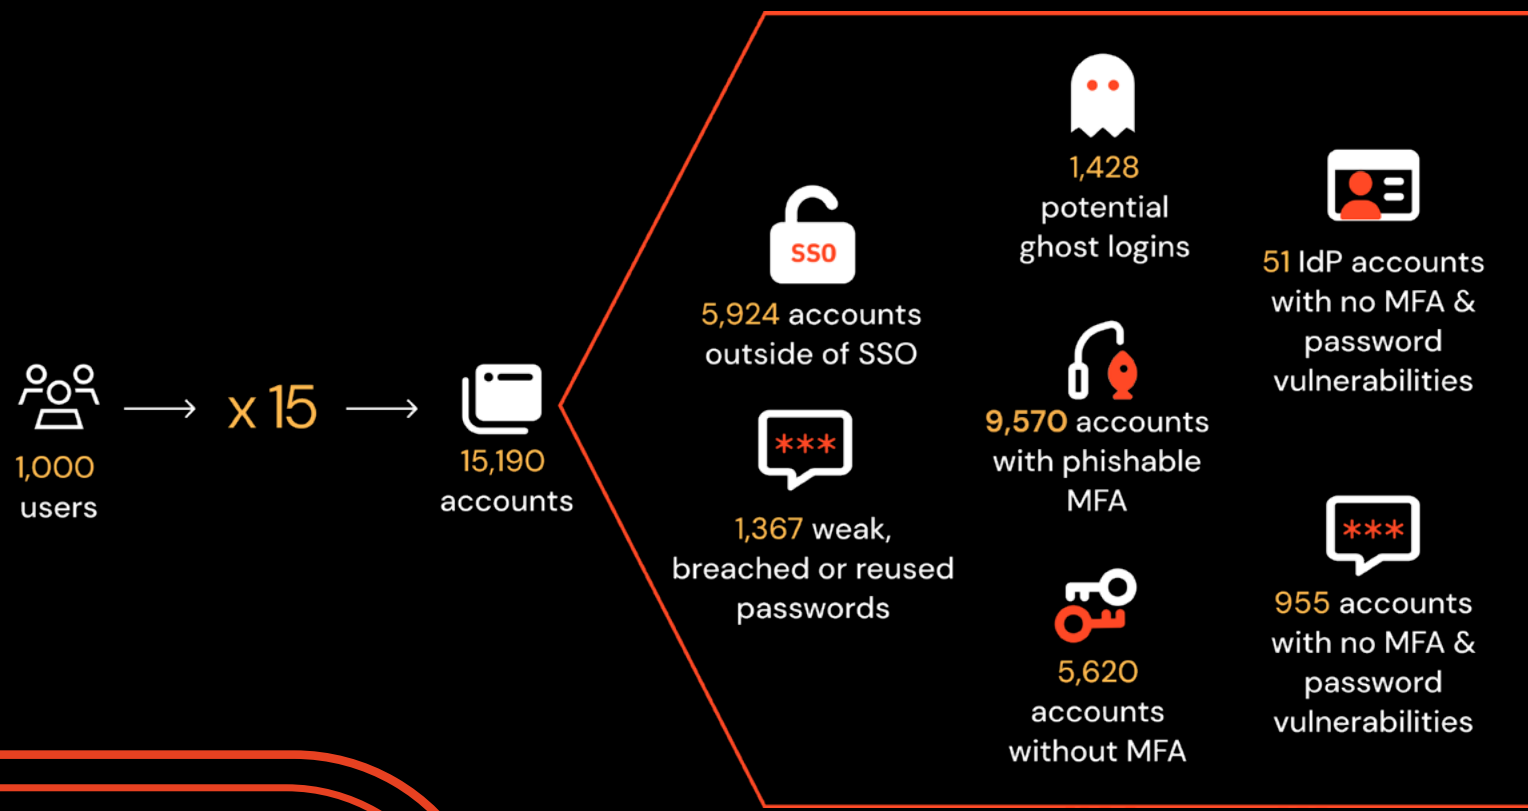 1,000
users
x 15
15,190
accounts
SSO
5,924 accounts
outside of SSO
***
1,367 weak,
breached or reused
passwords
1,428
potential
ghost logins
9,570 accounts
with phishable
MFA
5,620
accounts
without MFA
51 IdP accounts
with no MFA &
password
vulnerabilities
***
955 accounts
with no MFA &
password
vulnerabilities